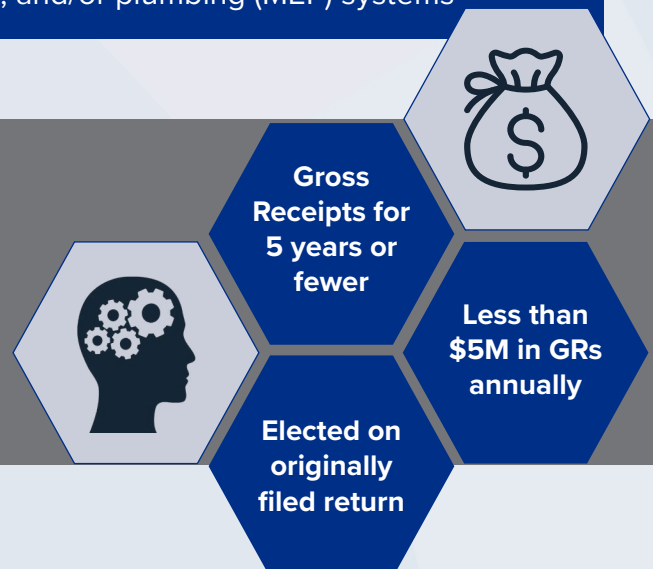 , and/or plumbing (MEP) systems
$
Gross
Receipts for
5 years or
fewer
Less than
$5M in GRs
annually
Elected on
originally
filed return